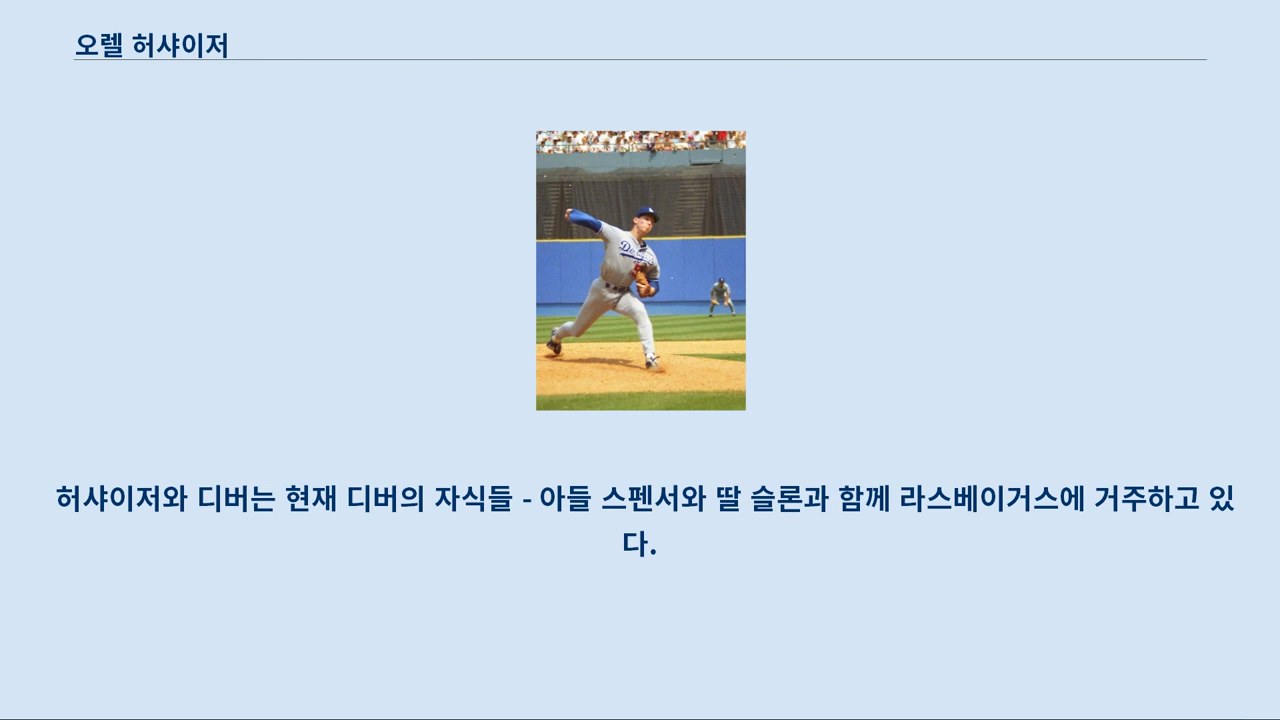 오렐 허샤이저
허샤이저와 디버는 현재 디버의 자식들 - 아들 스펜서와 딸 슬론과 함께 라스베이거스에 거주하고 있
다.